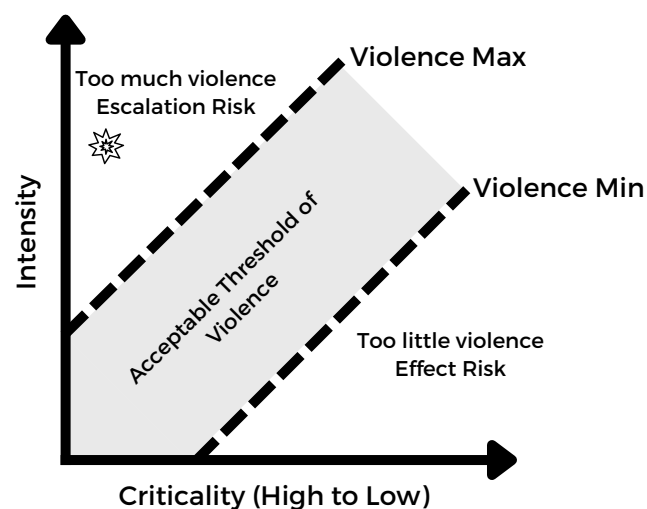 Violence Max
Too much violence
Escalation Risk
Violence Min
Intensity
Acceptable Threshold of
Violence
Too little violence
Effect Risk
Criticality (High to Low)